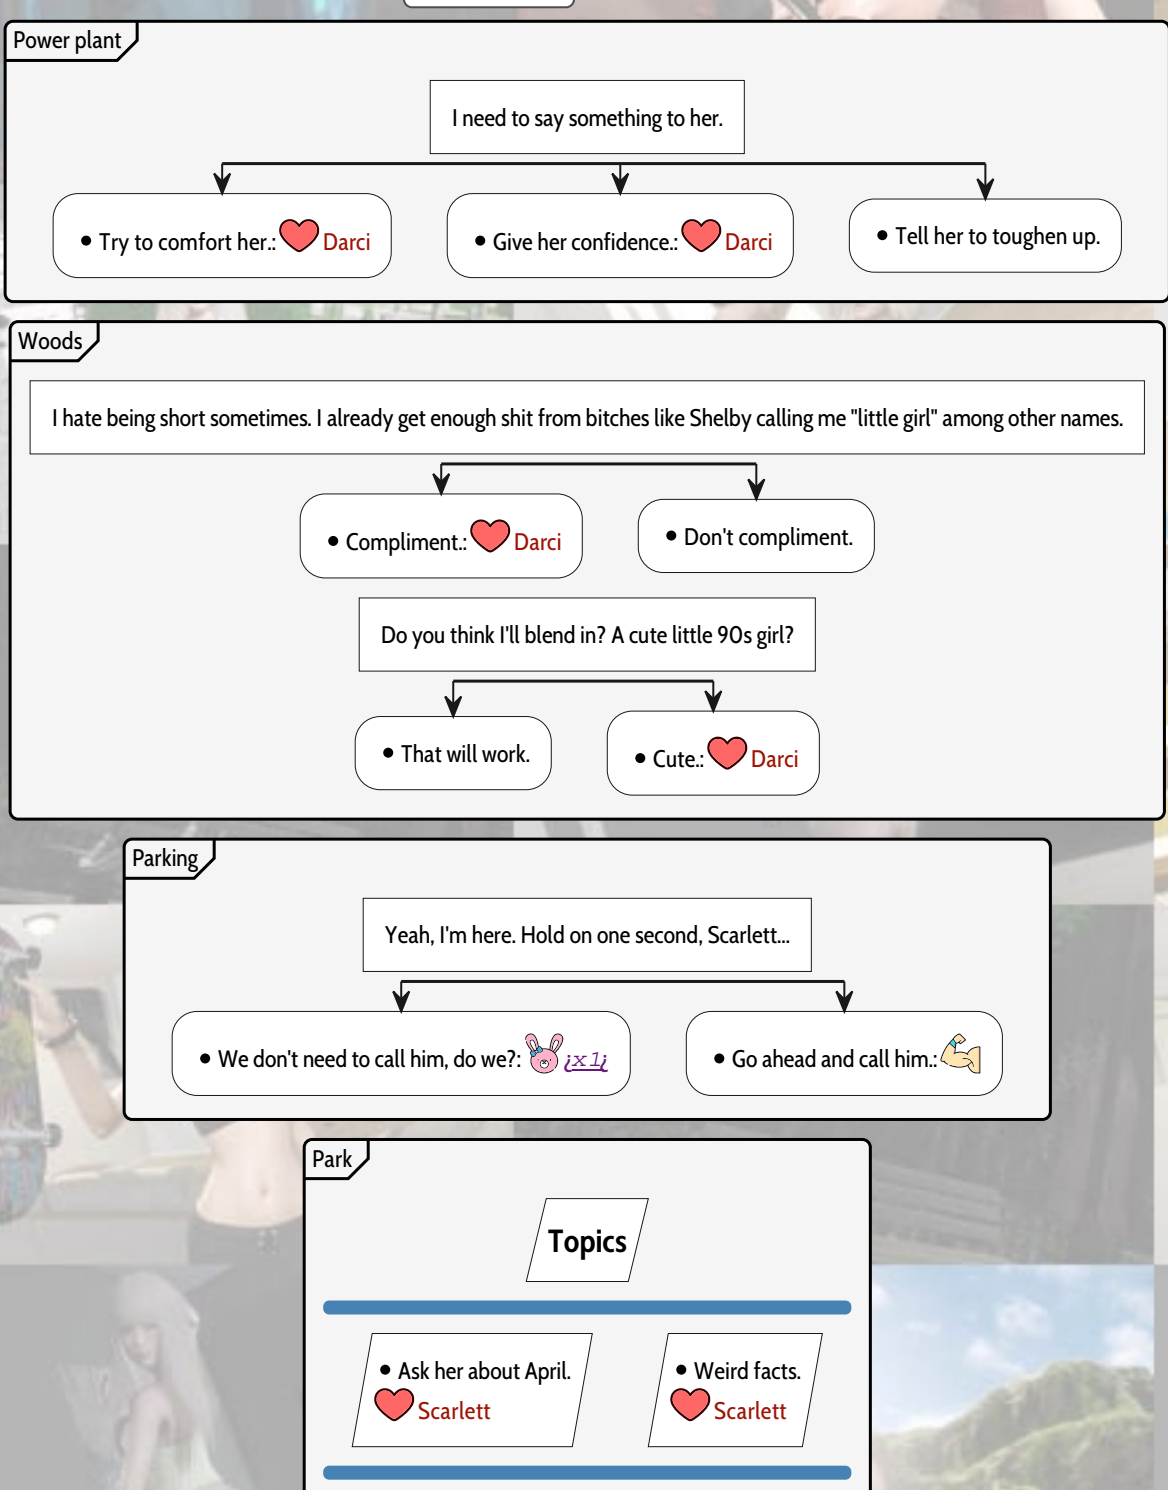 Power plant
I need to say something to her.
• Try to comfort her.: Darci
• Give her confidence.: Darci
• Tell her to toughen up.
Woods
I hate being short sometimes. I already get enough shit from bitches like Shelby calling me "little girl" among other names.
• Compliment.: Darci
• Don't compliment.
Do you think I'll blend in? A cute little 90s girl?
• That will work.
• Cute.: Darci
Parking
Yeah, I'm here. Hold on one second, Scarlett...
• We don't need to call him, do we?: ¿x1¿
• Go ahead and call him.:
Park
Topics
• Ask her about April.
Scarlett
• Weird facts.
Scarlett